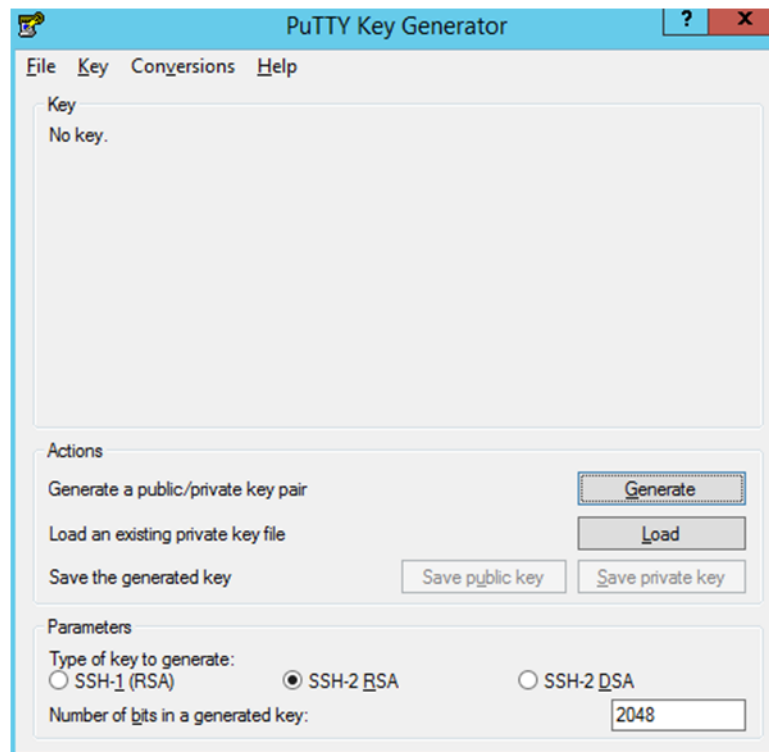 PuTTY Key Generator ? x
File Key Conversions Help
Key
No key.
Actions
Generate a public/private key pair Generate
Load an existing private key file Load
Save the generated key Save public key Save private key
Parameters
Type of key to generate:
SSH-1 (RSA) SSH-2 RSA SSH-2 DSA
Number of bits in a generated key: 2048